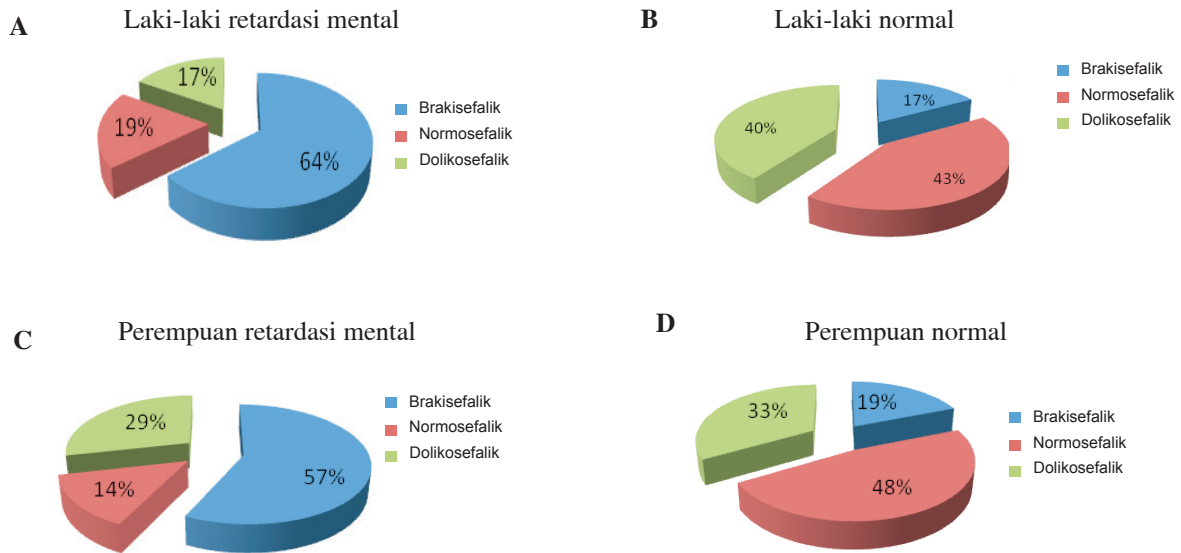 A
Laki-laki retardasi mental
17%
19%
64%
Brakisefalik
Normosefalik
Dolikosefalik
B
Laki-laki normal
17%
40%
43%
Brakisefalik
Normosefalik
Dolikosefalik
C
Perempuan retardasi mental
29%
14%
57%
Brakisefalik
Normosefalik
Dolikosefalik
D
Perempuan normal
19%
33%
48%
Brakisefalik
Normosefalik
Dolikosefalik